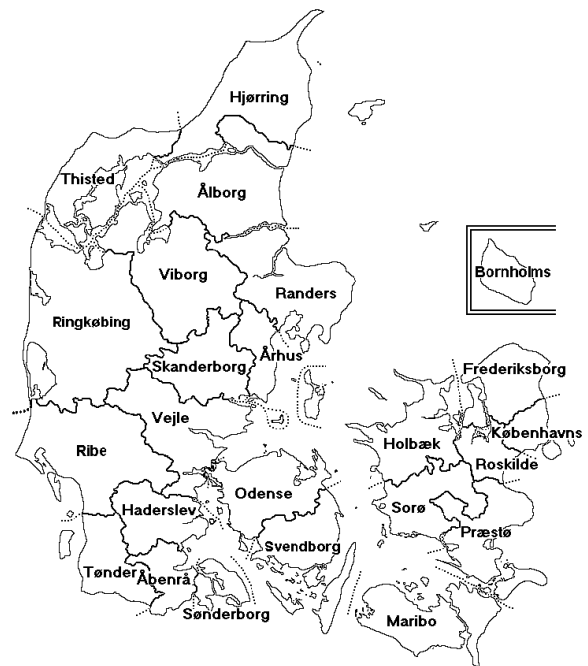 Hjørring
Thisted
Ålborg
Viborg
Bornholms
Randers
Ringkøbing
Århus
Skanderborg
Frederiksborg
Vejle
Københavns
Holbæk
Ribe
Roskilde
Odense
Sorø
Haderslev
Præstø
Svendborg
Tønder
Åbenrå
Sønderborg
Maribo